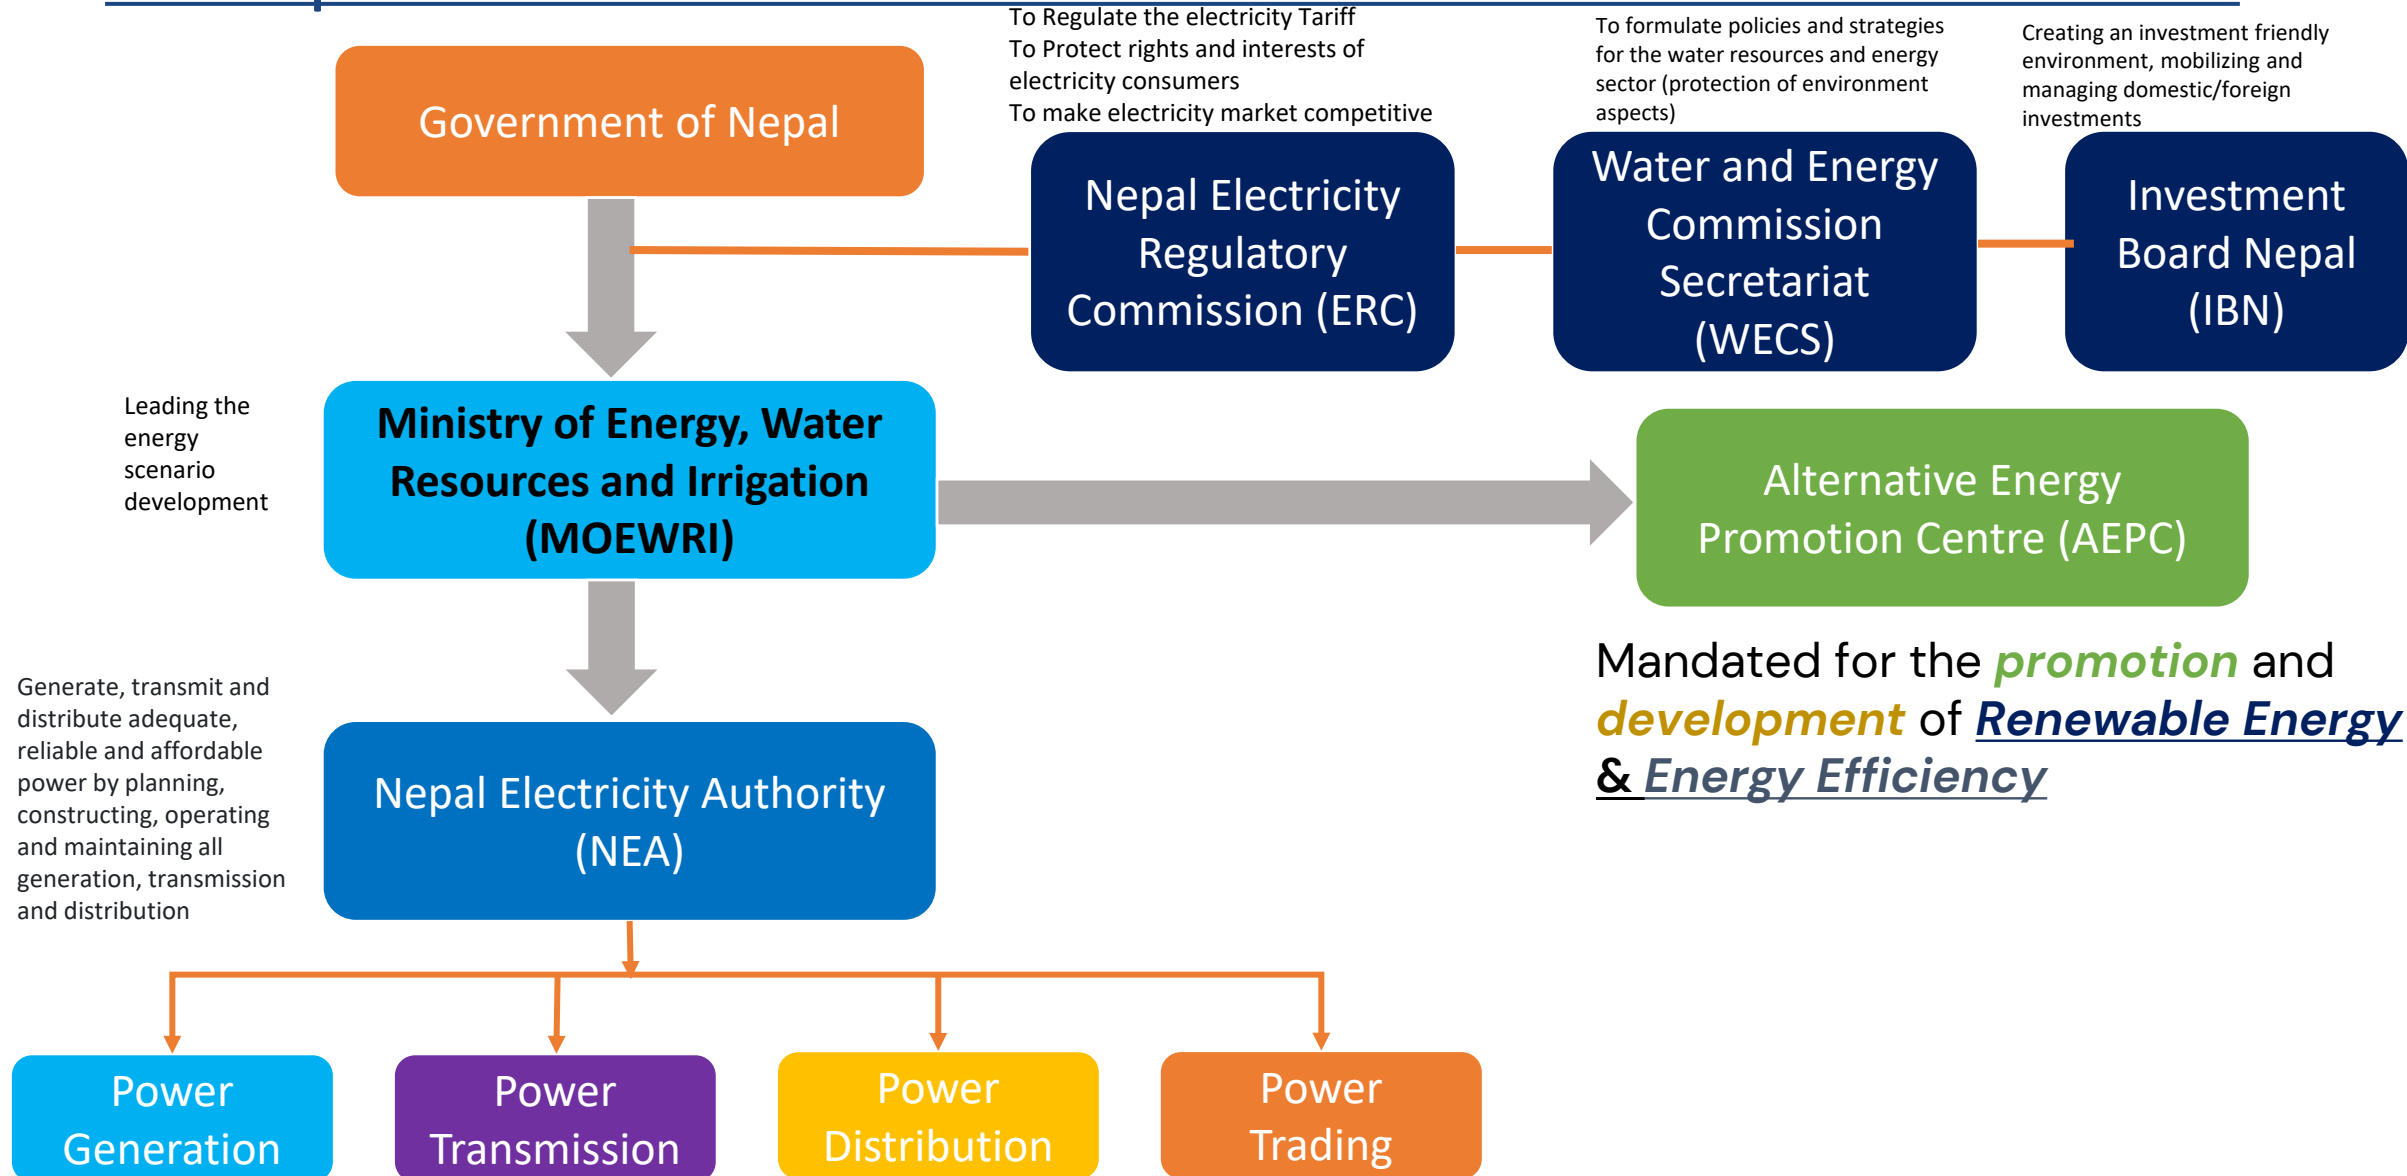 To Regulate the electricity Tariff
To Protect rights and interests of
electricity consumers
To make electricity market competitive
To formulate policies and strategies
for the water resources and energy
sector (protection of environment
aspects)
Creating an investment friendly
environment, mobilizing and
managing domestic/foreign
investments
Government of Nepal
Nepal Electricity
Regulatory
Commission (ERC)
Water and Energy
Commission
Secretariat
(WECS)
Investment
Board Nepal
(IBN)
Leading the
energy
scenario
development
Ministry of Energy, Water
Resources and Irrigation
(MOEWRI)
Alternative Energy
Promotion Centre (AEPC)
Mandated for the promotion and
development of Renewable Energy
& Energy Efficiency
Generate, transmit and
distribute adequate,
reliable and affordable
power by planning,
constructing, operating
and maintaining all
generation, transmission
and distribution
Nepal Electricity Authority
(NEA)
Power
Generation
Power
Transmission
Power
Distribution
Power
Trading